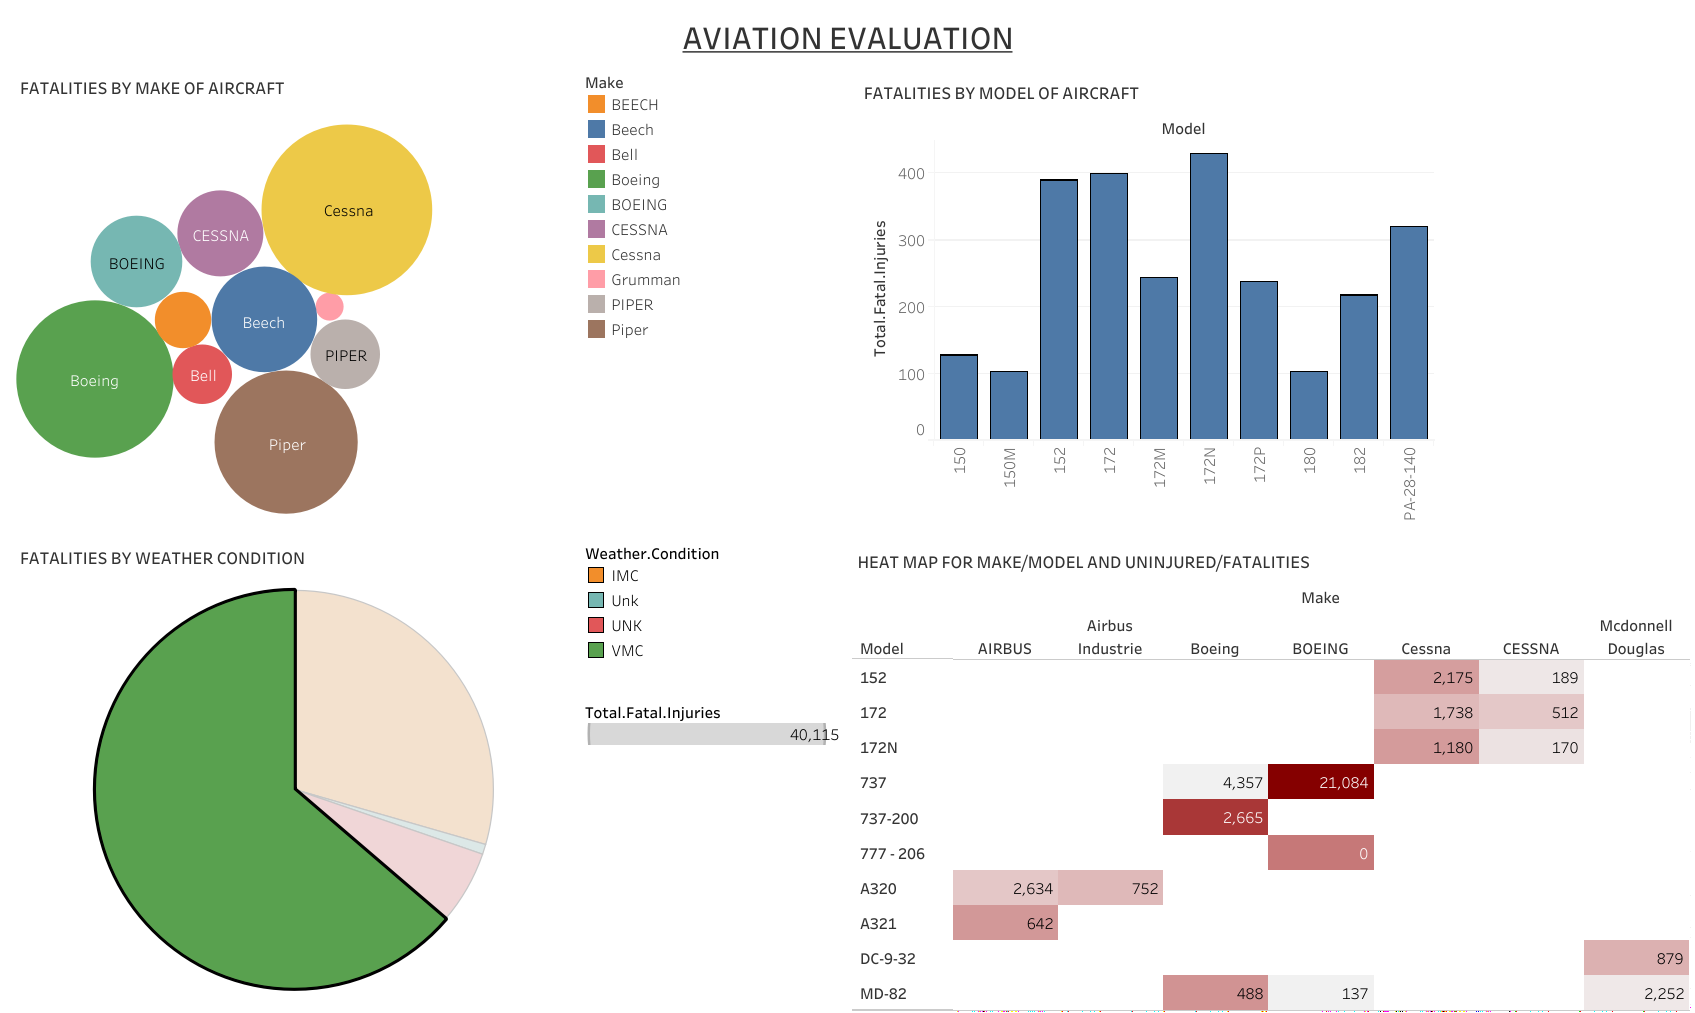 AVIATION EVALUATION
FATALITIES BY MAKE OF AIRCRAFT
Cessna
CESSNA
BOEING
Beech
PIPER
Boeing
Bell
Piper
Make
BEECH
Beech
Bell
Boeing
BOEING
CESSNA
Cessna
Grumman
PIPER
Piper
FATALITIES BY MODEL OF AIRCRAFT
Model
Total.Fatal.Injuries
400
300
200
100
0
150
150M
152
172
172M
172N
172P
180
182
PA-28-140
FATALITIES BY WEATHER CONDITION
Weather.Condition
IMC
Unk
UNK
VMC
Total.Fatal.Injuries
40,115
HEAT MAP FOR MAKE/MODEL AND UNINJURED/FATALITIES
Make
Airbus Mcdonnell
Model AIRBUS Industrie Boeing BOEING Cessna CESSNA Douglas
152 2,175 189
172 1,738 512
172N 1,180 170
737 4,357 21,084
737-200 2,665
777 - 206 0
A320 2,634 752
A321 642
DC-9-32 879
MD-82 488 137 2,252